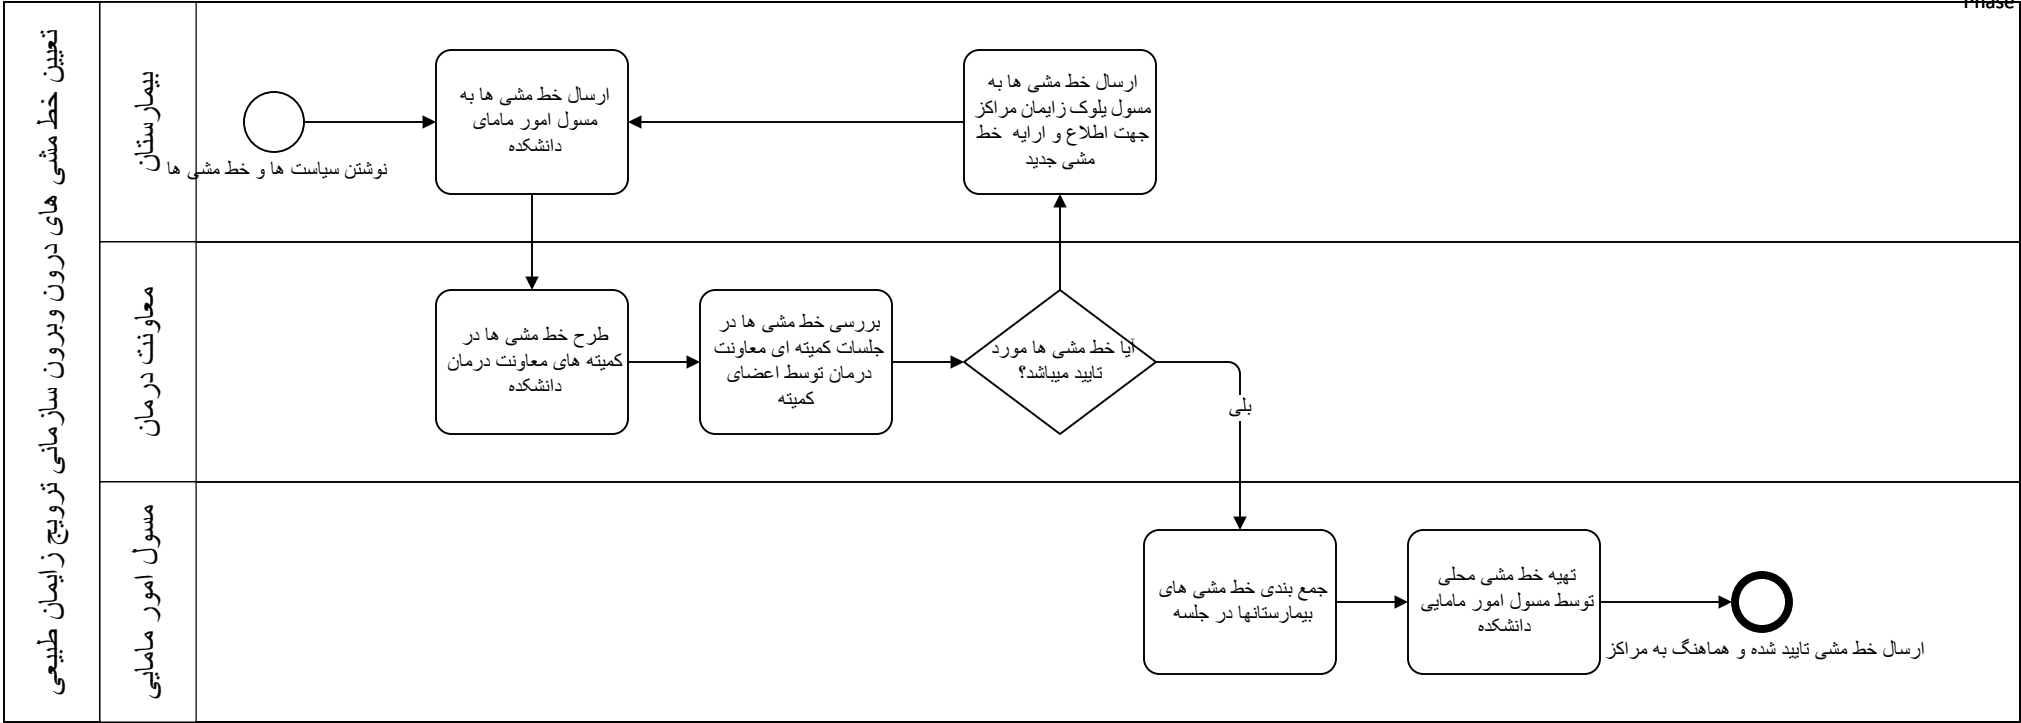 Phase
تعیین خط مشی های درون وبرون سازمانی ترویج زایمان طبیعی
بیمارستان
نوشتن سیاست ها و خط مشی ها
ارسال خط مشی ها به
مسول امور مامای
دانشکده
ارسال خط مشی ها به
مسول یلوک زایمان مراکز
جهت اطلاع و ارایه خط
مشی جدید
معاونت درمان
طرح خط مشی ها در
کمیته های معاونت درمان
دانشکده
بررسی خط مشی ها در
جلسات کمیته ای معاونت
درمان توسط اعضای
کمیته
آیا خط مشی ها مورد
تایید میباشد؟
بلی
مسول امور مامایی
جمع بندی خط مشی های
بیمارستانها در جلسه
تهیه خط مشی محلی
توسط مسول امور مامایی
دانشکده
ارسال خط مشی تایید شده و هماهنگ به مراکز